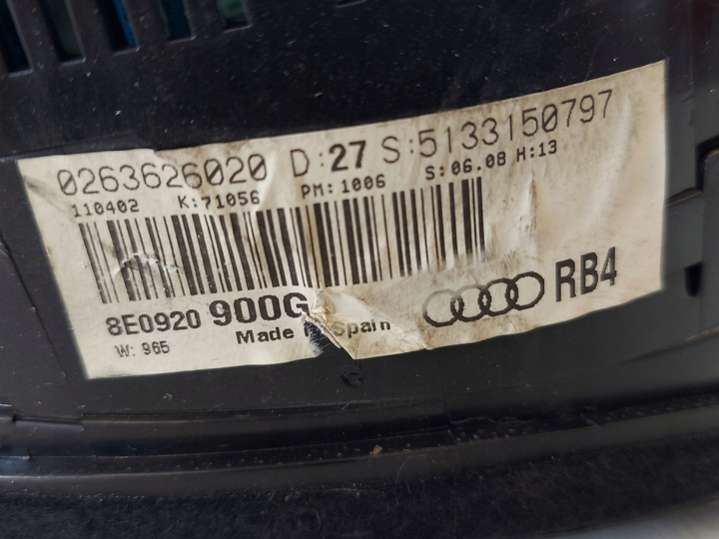 0263626020 D:27 S:5133150797
110402 K:71056 PM:1006 S:06.08 H:13
8E0920 900G RB4
Made Spain
W: 965